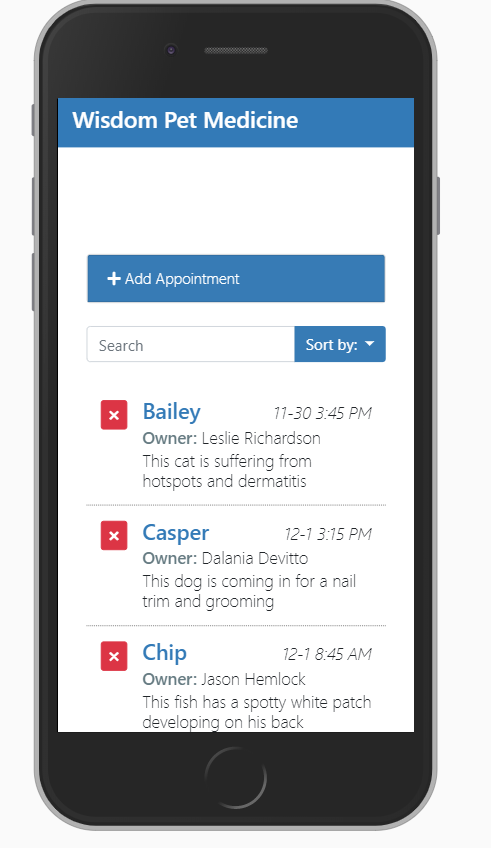 Wisdom Pet Medicine
Add Appointment
Search
Sort by:
Bailey 11-30 3:45 PM
Owner: Leslie Richardson
This cat is suffering from
hotspots and dermatitis
Casper 12-1 3:15 PM
Owner: Dalania Devitto
This dog is coming in for a nail
trim and grooming
Chip 12-1 8:45 AM
Owner: Jason Hemlock
This fish has a spotty white patch
developing on his back